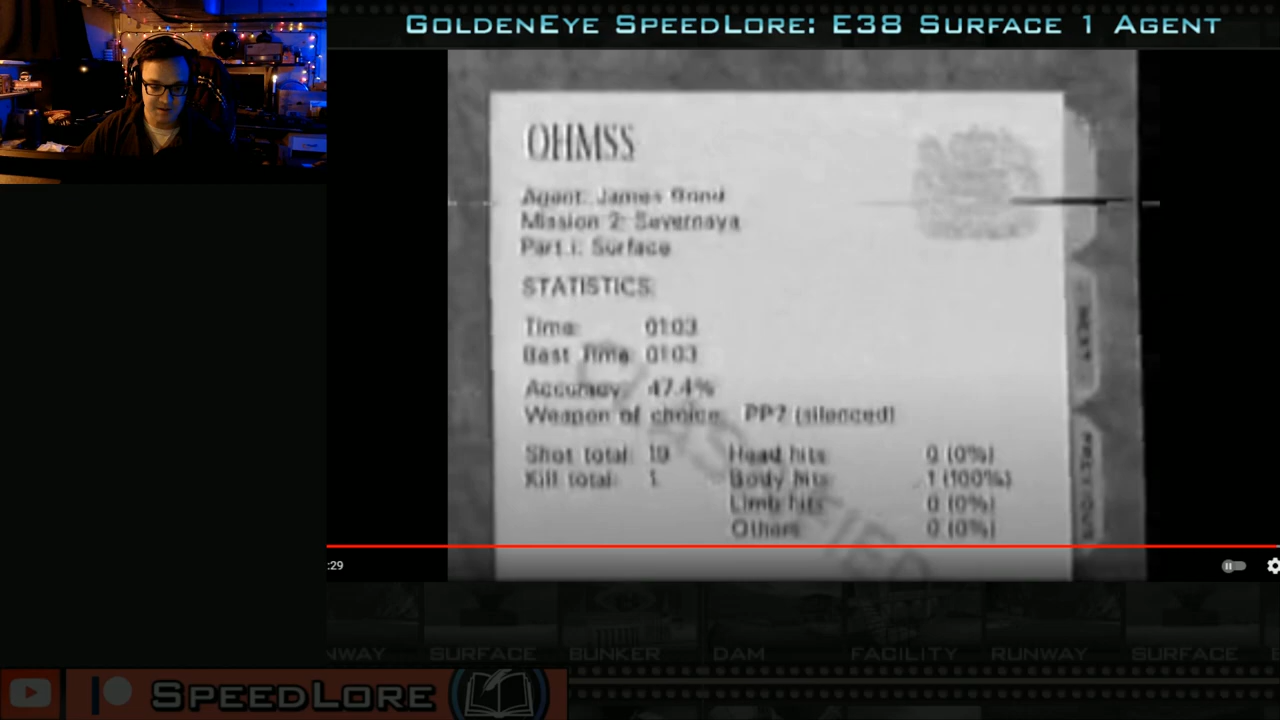 GOLDENEYE SPEEDLORE: E38 SURFACE 1 AGENT
OHMSS
Agent: James Bond
Mission 2: Severnaya
Part i: Surface
STATISTICS:
Time: 01:03
Best Time: 01:03
Accuracy: 47.4%
Weapon of choice: PP7 (silenced)
Shot total: 19 Head hits: 0 (0%)
Kill total: 1 Body hits: 1 (100%)
Limb hits: 0 (0%)
Others: 0 (0%)
NEXT
PREVIOUS
:29
NWAY SURFACE BUNKER DAM FACILITY RUNWAY SURFACE
SPEEDLORE